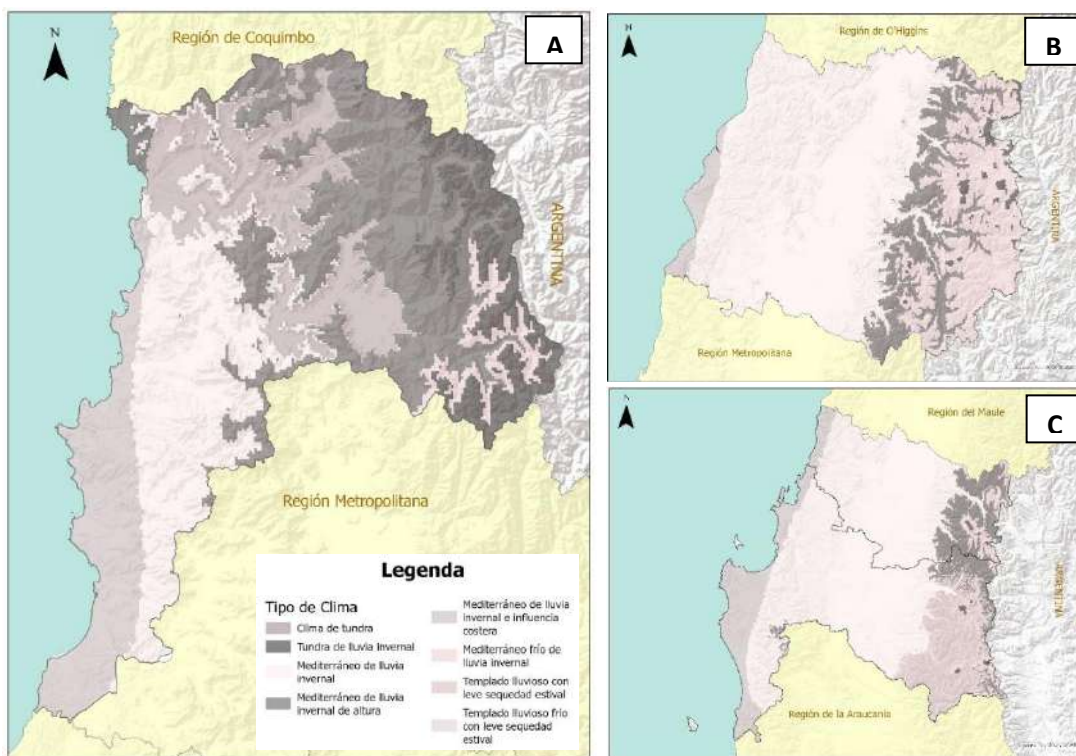 N
Región de Coquimbo
A
ARGENTINA
Región Metropolitana
Legenda
Tipo de Clima
Clima de tundra
Tundra de lluvia Invernal
Mediterráneo de lluvia
invernal
Mediterráneo de lluvia
invernal de altura
Mediterráneo de lluvia
invernal e influencia
costera
Mediterráneo frío de
lluvia invernal
Templado lluvioso con
leve sequedad estival
Templado lluvioso frío
con leve sequedad
estival
N
Región de O'Higgins
B
ARGENTINA
Región Metropolitana
N
Región del Maule
C
ARGENTINA
Región de la Araucanía